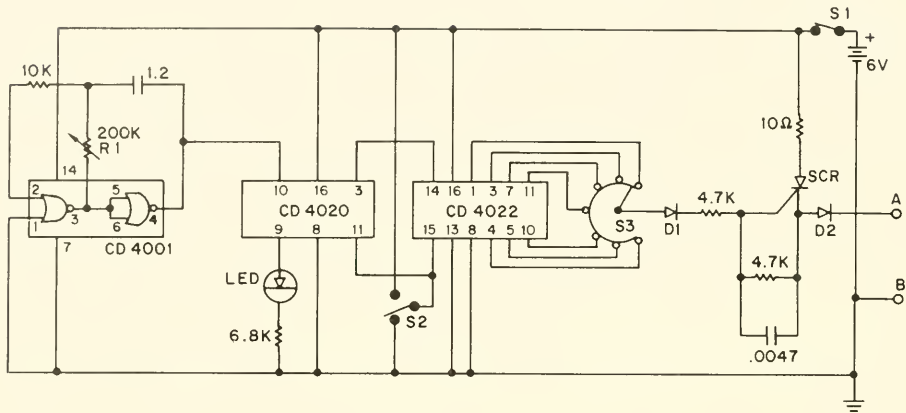 S1
+
6V
10K
1.2
200K
R1
10Ω
14
2
3
5
6
4
1
7
CD 4001
10 16 3
CD 4020
9 8 11
LED
6.8K
S2
14 16 1 3 7 11
CD 4022
15 13 8 4 5 10
S3
D1
4.7K
SCR
D2
A
4.7K
.0047
B